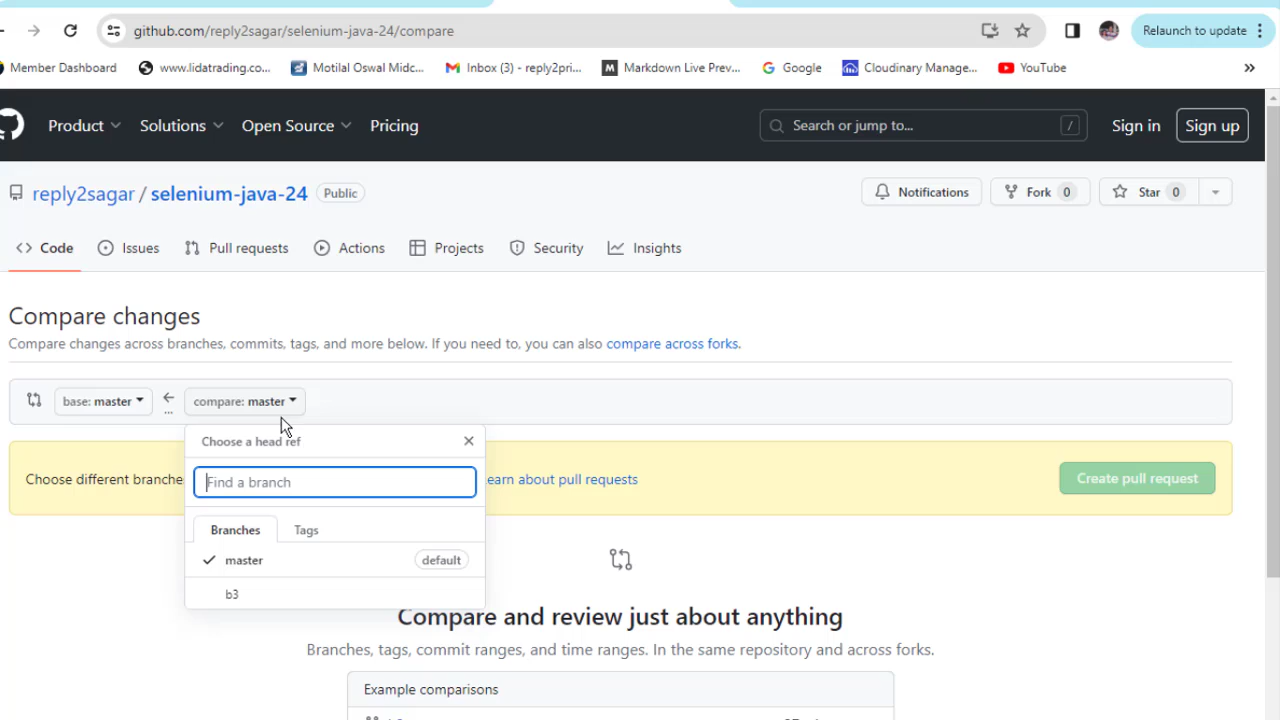 github.com/reply2sagar/selenium-java-24/compare
Relaunch to update
Member Dashboard
www.lidatrading.co...
Motilal Oswal Midc...
Inbox (3) - reply2pri...
Markdown Live Prev...
Google
Cloudinary Manage...
YouTube
Product
Solutions
Open Source
Pricing
Search or jump to...
/
Sign in
Sign up
reply2sagar / selenium-java-24
Public
Notifications
Fork 0
Star 0
Code
Issues
Pull requests
Actions
Projects
Security
Insights
Compare changes
Compare changes across branches, commits, tags, and more below. If you need to, you can also compare across forks.
base: master
...
compare: master
Choose a head ref
Find a branch
Choose different branche
earn about pull requests
Create pull request
Branches
Tags
master
default
b3
Compare and review just about anything
Branches, tags, commit ranges, and time ranges. In the same repository and across forks.
Example comparisons